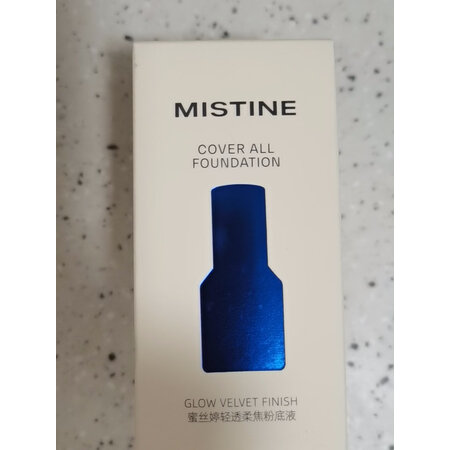 MISTINE
COVER ALL
FOUNDATION
GLOW VELVET FINISH
蜜丝婷轻透柔焦粉底液